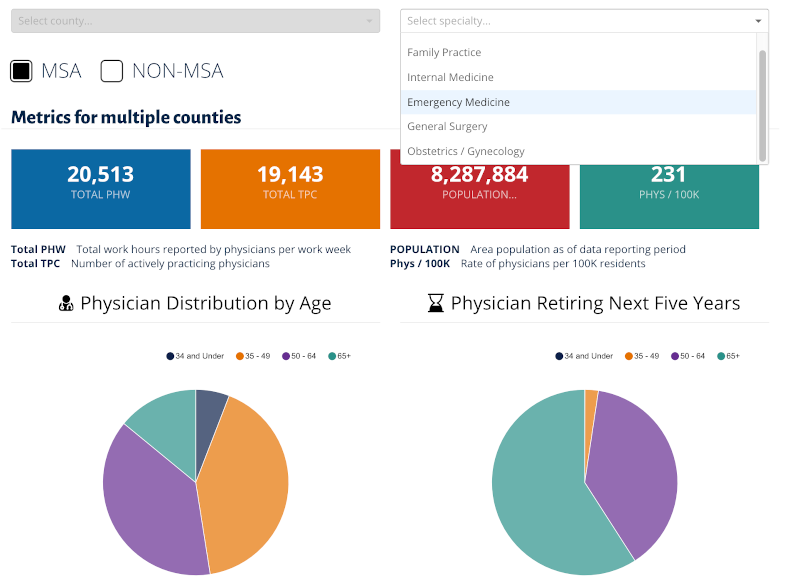 Select county...
Select specialty...
Family Practice
Internal Medicine
Emergency Medicine
General Surgery
Obstetrics / Gynecology
MSA NON-MSA
Metrics for multiple counties
20,513 19,143 8,287,884 231
TOTAL PHW TOTAL TPC POPULATION... PHYS / 100K
Total PHW Total work hours reported by physicians per work week
Total TPC Number of actively practicing physicians
POPULATION Area population as of data reporting period
Phys / 100K Rate of physicians per 100K residents
Physician Distribution by Age
34 and Under 35 - 49 50 - 64 65+
Physician Retiring Next Five Years
34 and Under 35 - 49 50 - 64 65+